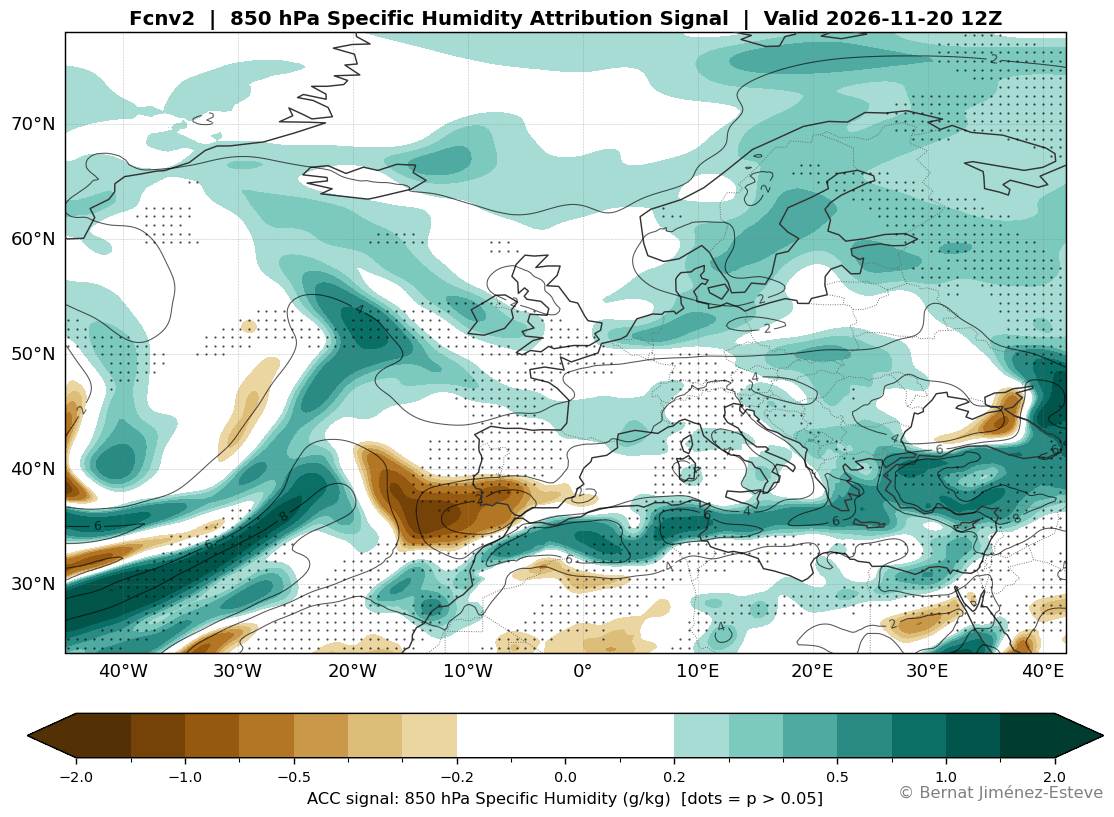 Fcnv2 | 850 hPa Specific Humidity Attribution Signal | Valid 2026-11-20 12Z
70°N
60°N
50°N
40°N
30°N
40°W
30°W
20°W
10°W
0°
10°E
20°E
30°E
40°E
−2.0
−1.0
−0.5
−0.2
0.0
0.2
0.5
1.0
2.0
ACC signal: 850 hPa Specific Humidity (g/kg) [dots = p > 0.05]
© Bernat Jiménez-Esteve